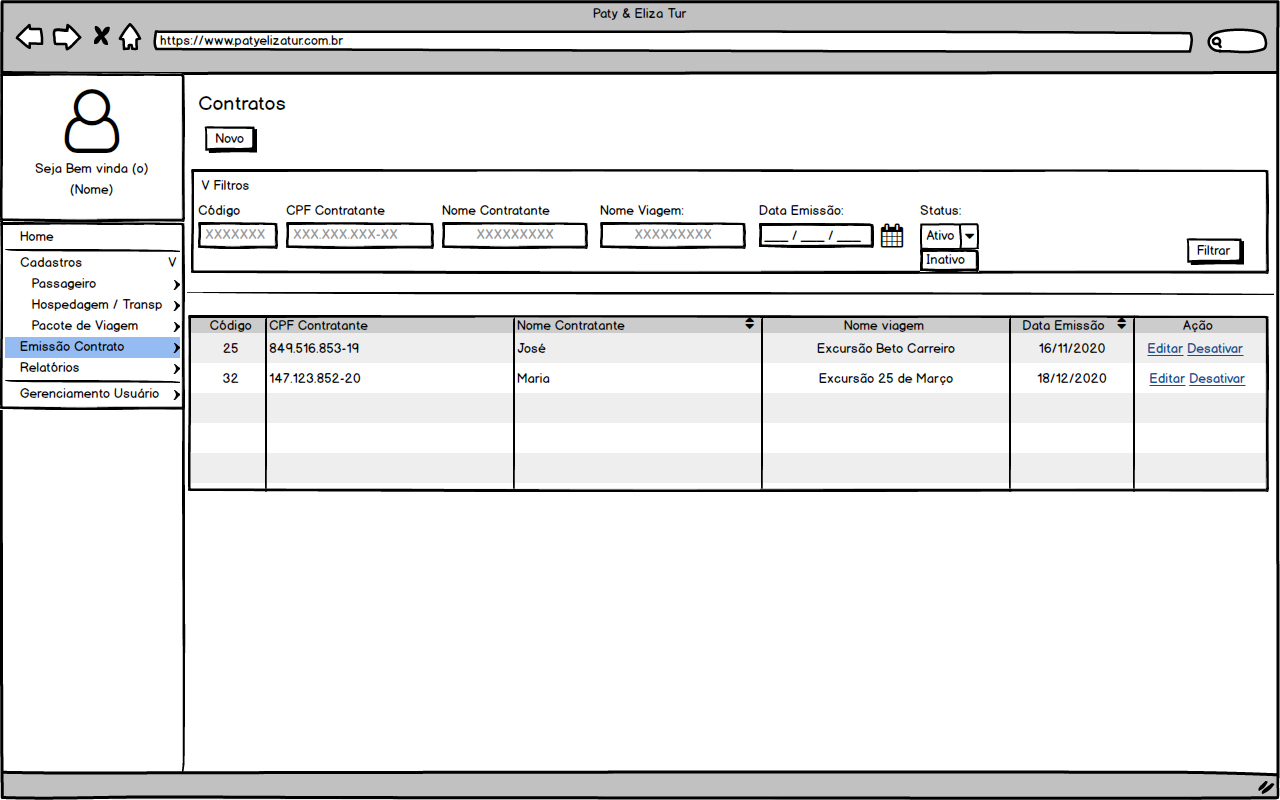 Paty & Eliza Tur
https://www.patyelizatur.com.br
Seja Bem vinda (o)
(Nome)
Home
Cadastros V
Passageiro
Hospedagem / Transp
Pacote de Viagem
Emissão Contrato
Relatórios
Gerenciamento Usuário
Contratos
Novo
V Filtros
Código CPF Contratante Nome Contratante Nome Viagem: Data Emissão: Status:
XXXXXXX XXX.XXX.XXX-XX XXXXXXXXX XXXXXXXXX ___ / ___ / ___ Ativo
Inativo
Filtrar
Código CPF Contratante Nome Contratante Nome viagem Data Emissão Ação
25 849.516.853-19 José Excursão Beto Carreiro 16/11/2020 Editar Desativar
32 147.123.852-20 Maria Excursão 25 de Março 18/12/2020 Editar Desativar